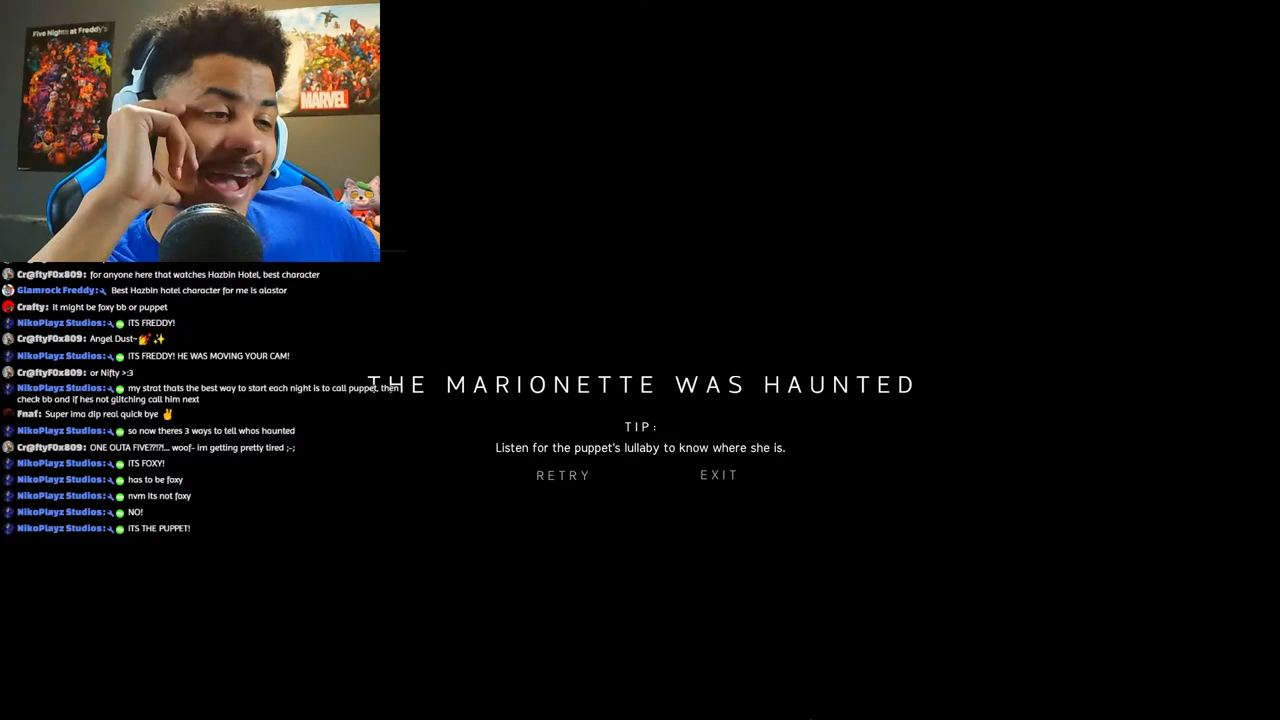 Five Nights at Freddy's
MARVEL
Cr@ftyF0x809: for anyone here that watches Hazbin Hotel, best character
Glamrock Freddy: Best Hazbin hotel character for me is alastor
Crafty: it might be foxy bb or puppet
NikoPlayz Studios: ITS FREDDY!
Cr@ftyF0x809: Angel Dust~💅✨
NikoPlayz Studios: ITS FREDDY! HE WAS MOVING YOUR CAM!
Cr@ftyF0x809: or Nifty >:3
NikoPlayz Studios: my strat thats the best way to start each night is to call puppet, then
check bb and if hes not glitching call him next
Fnaf: Super ima dip real quick bye ✌
NikoPlayz Studios: so now theres 3 ways to tell whos haunted
Cr@ftyF0x809: ONE OUTA FIVE??!?!... woof- im getting pretty tired ;-;
NikoPlayz Studios: ITS FOXY!
NikoPlayz Studios: has to be foxy
NikoPlayz Studios: nvm its not foxy
NikoPlayz Studios: NO!
NikoPlayz Studios: ITS THE PUPPET!
THE MARIONETTE WAS HAUNTED
TIP:
Listen for the puppet's lullaby to know where she is.
RETRY EXIT